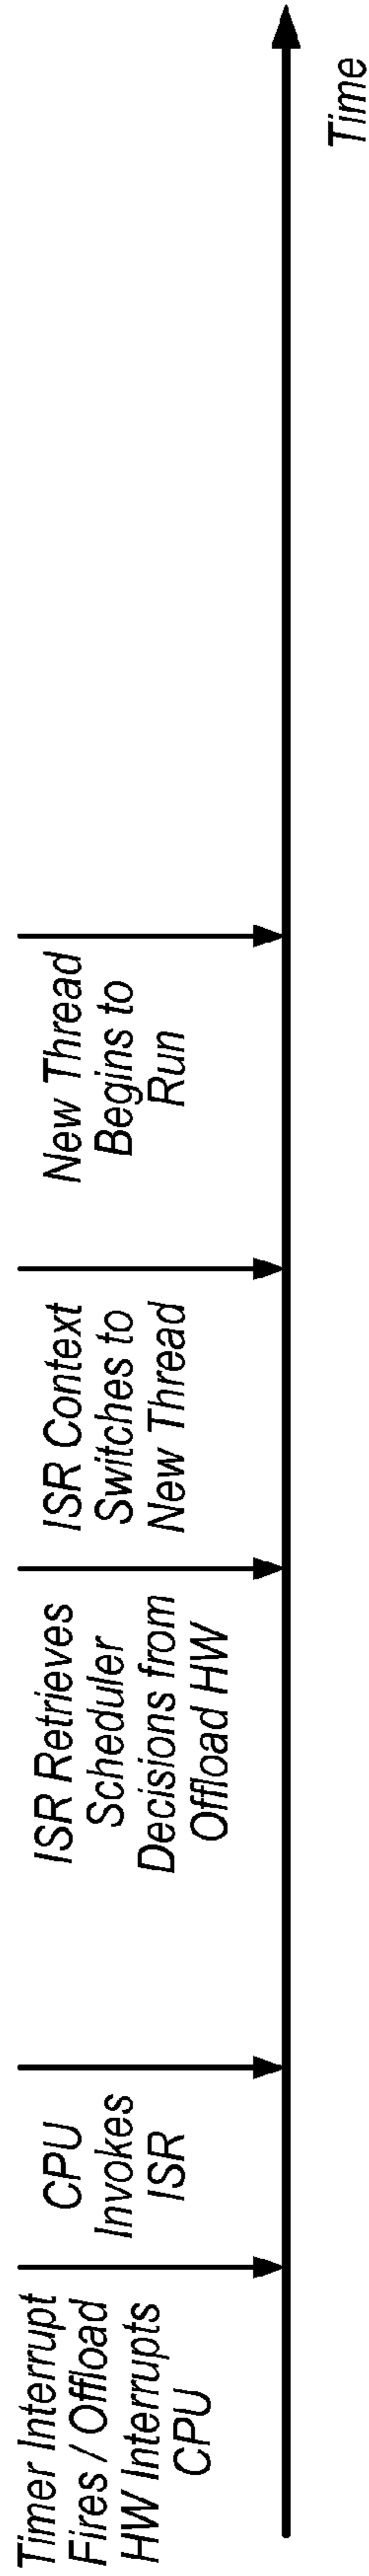 Timer Interrupt
Fires / Offload
HW Interrupts
CPU
CPU
Invokes
ISR
ISR Retrieves
Scheduler
Decisions from
Offload HW
ISR Context
Switches to
New Thread
New Thread
Begins to
Run
Time